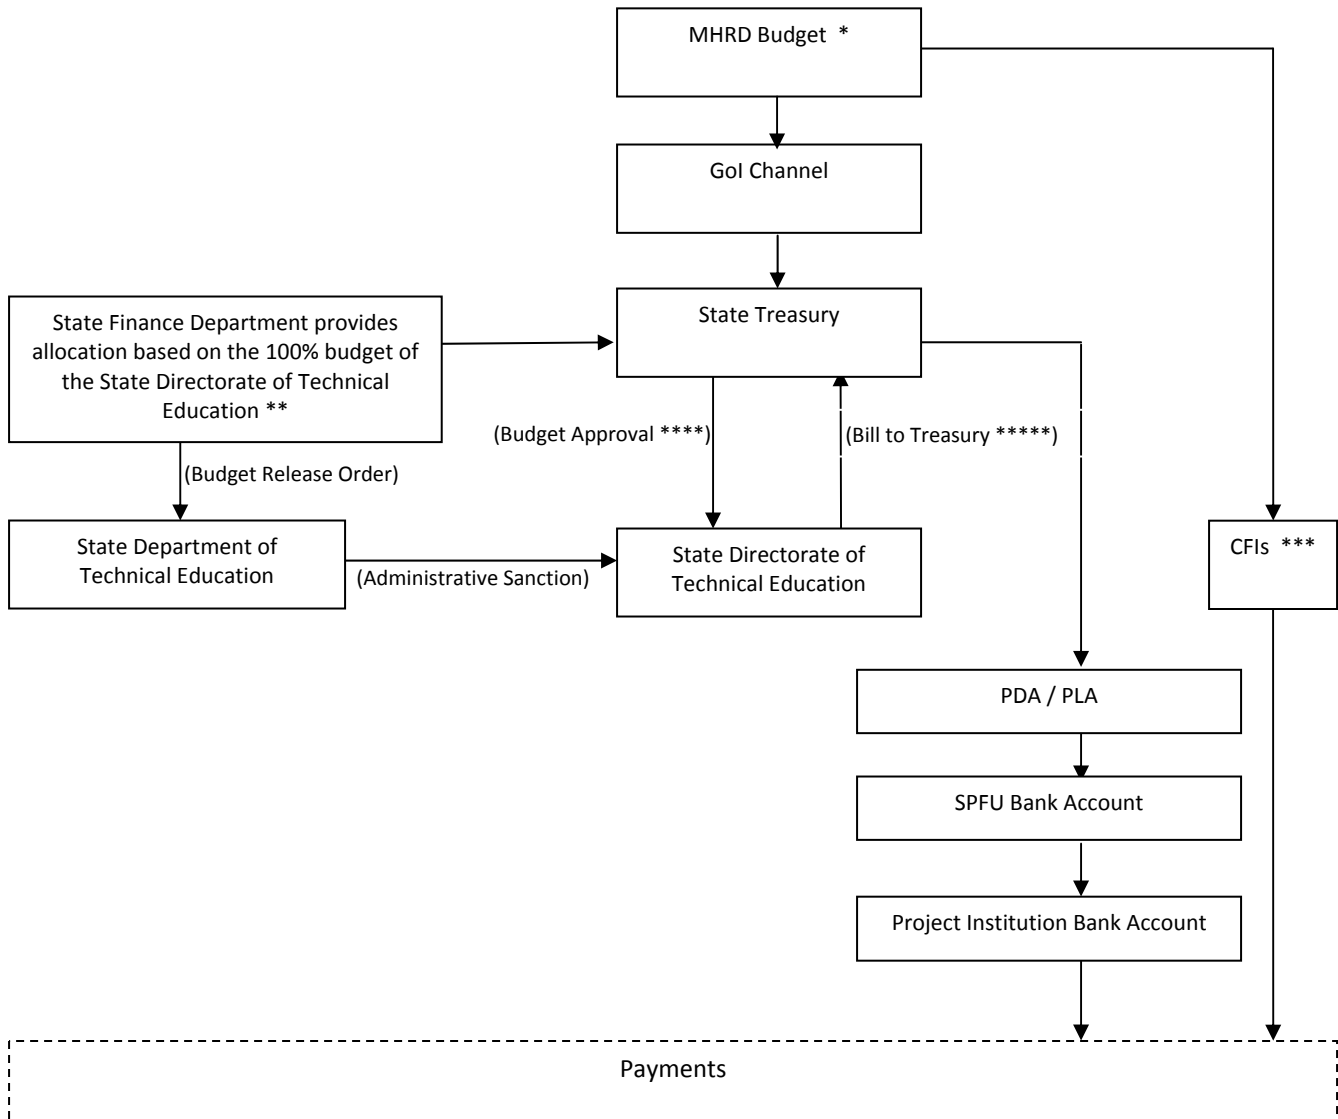 MHRD Budget *
GoI Channel
State Treasury
State Finance Department provides
allocation based on the 100% budget of
the State Directorate of Technical
Education **
(Budget Approval ****)
(Bill to Treasury *****)
(Budget Release Order)
State Department of
Technical Education
(Administrative Sanction)
State Directorate of
Technical Education
CFIs ***
PDA / PLA
SPFU Bank Account
Project Institution Bank Account
Payments